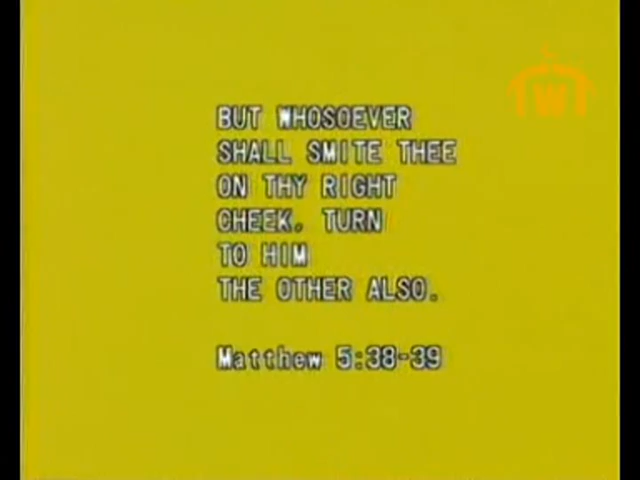 W
BUT WHOSOEVER
SHALL SMITE THEE
ON THY RIGHT
CHEEK. TURN
TO HIM
THE OTHER ALSO.
Matthew 5:38-39